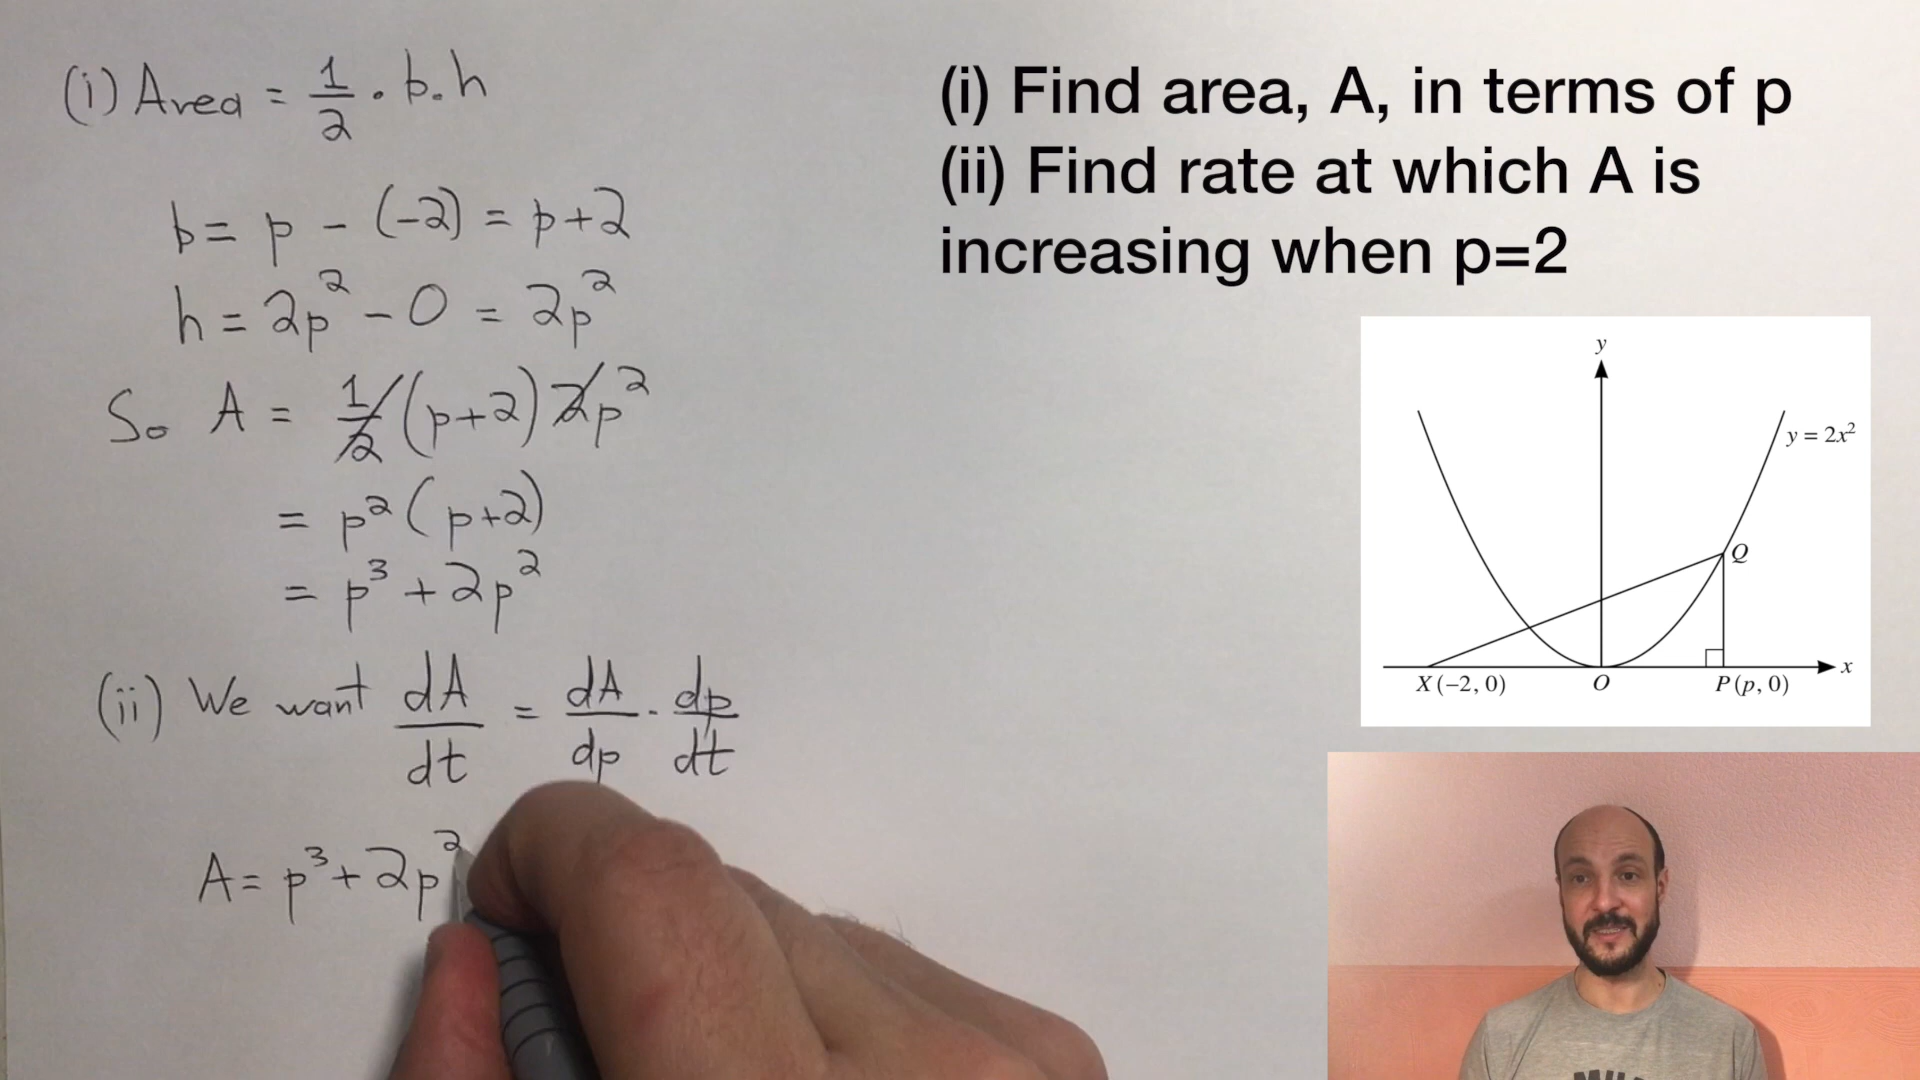 (i) Area = 1/2 . b.h
b = p - (-2) = p+2
h = 2p² - 0 = 2p²
So A = 1/2 (p+2) 2p²
= p² (p+2)
= p³ + 2p²
(ii) We want dA/dt = dA/dp . dp/dt
A = p³ + 2p²
(i) Find area, A, in terms of p
(ii) Find rate at which A is
increasing when p=2
y
y = 2x²
Q
x
X (−2, 0)
O
P (p, 0)